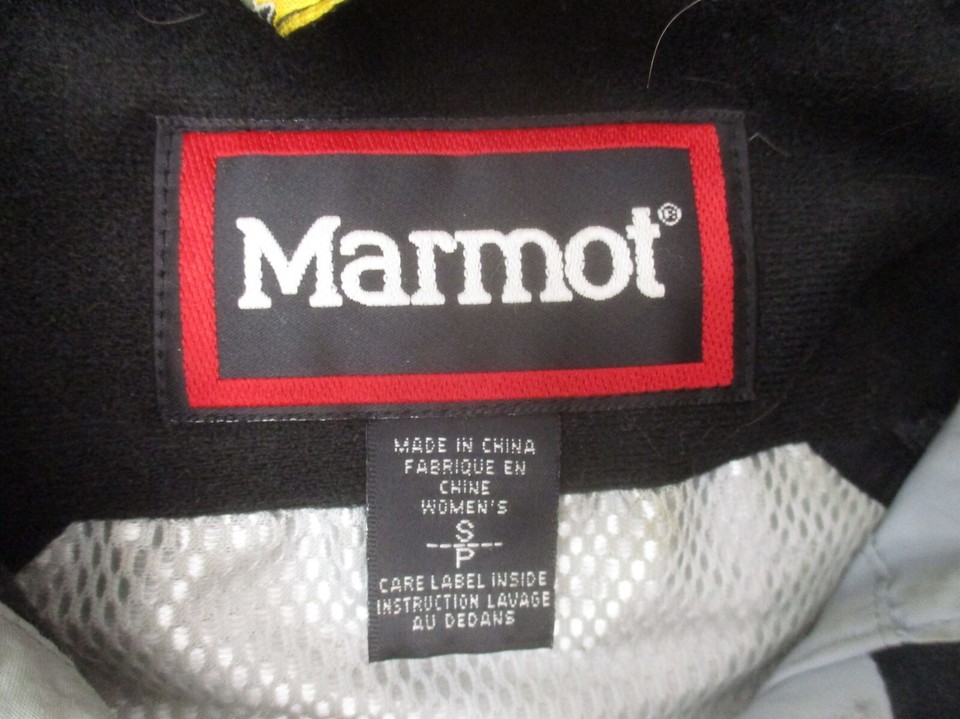 Marmot®
MADE IN CHINA
FABRIQUE EN
CHINE
WOMEN'S
S
P
CARE LABEL INSIDE
INSTRUCTION LAVAGE
AU DEDANS